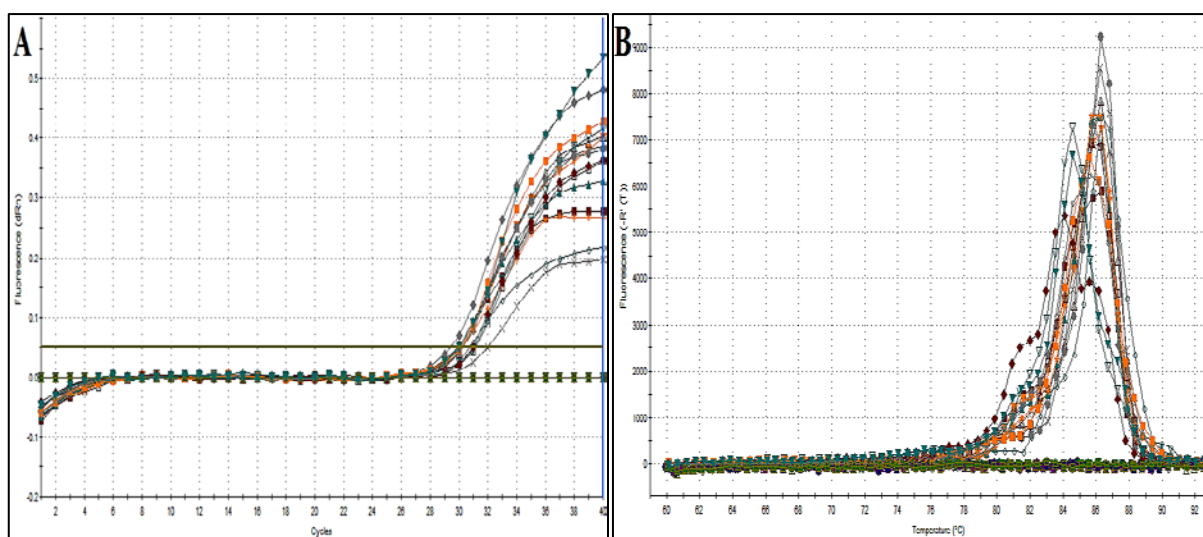 A
Fluorescence (dRn)
0.5
0.4
0.3
0.2
0.1
0.0
-0.1
-0.2
2 4 6 8 10 12 14 16 18 20 22 24 26 28 30 32 34 36 38 40
Cycles
B
Fluorescence (-R' (T))
9000
8000
7000
6000
5000
4000
3000
2000
1000
0
60 62 64 66 68 70 72 74 76 78 80 82 84 86 88 90 92
Temperature (°C)